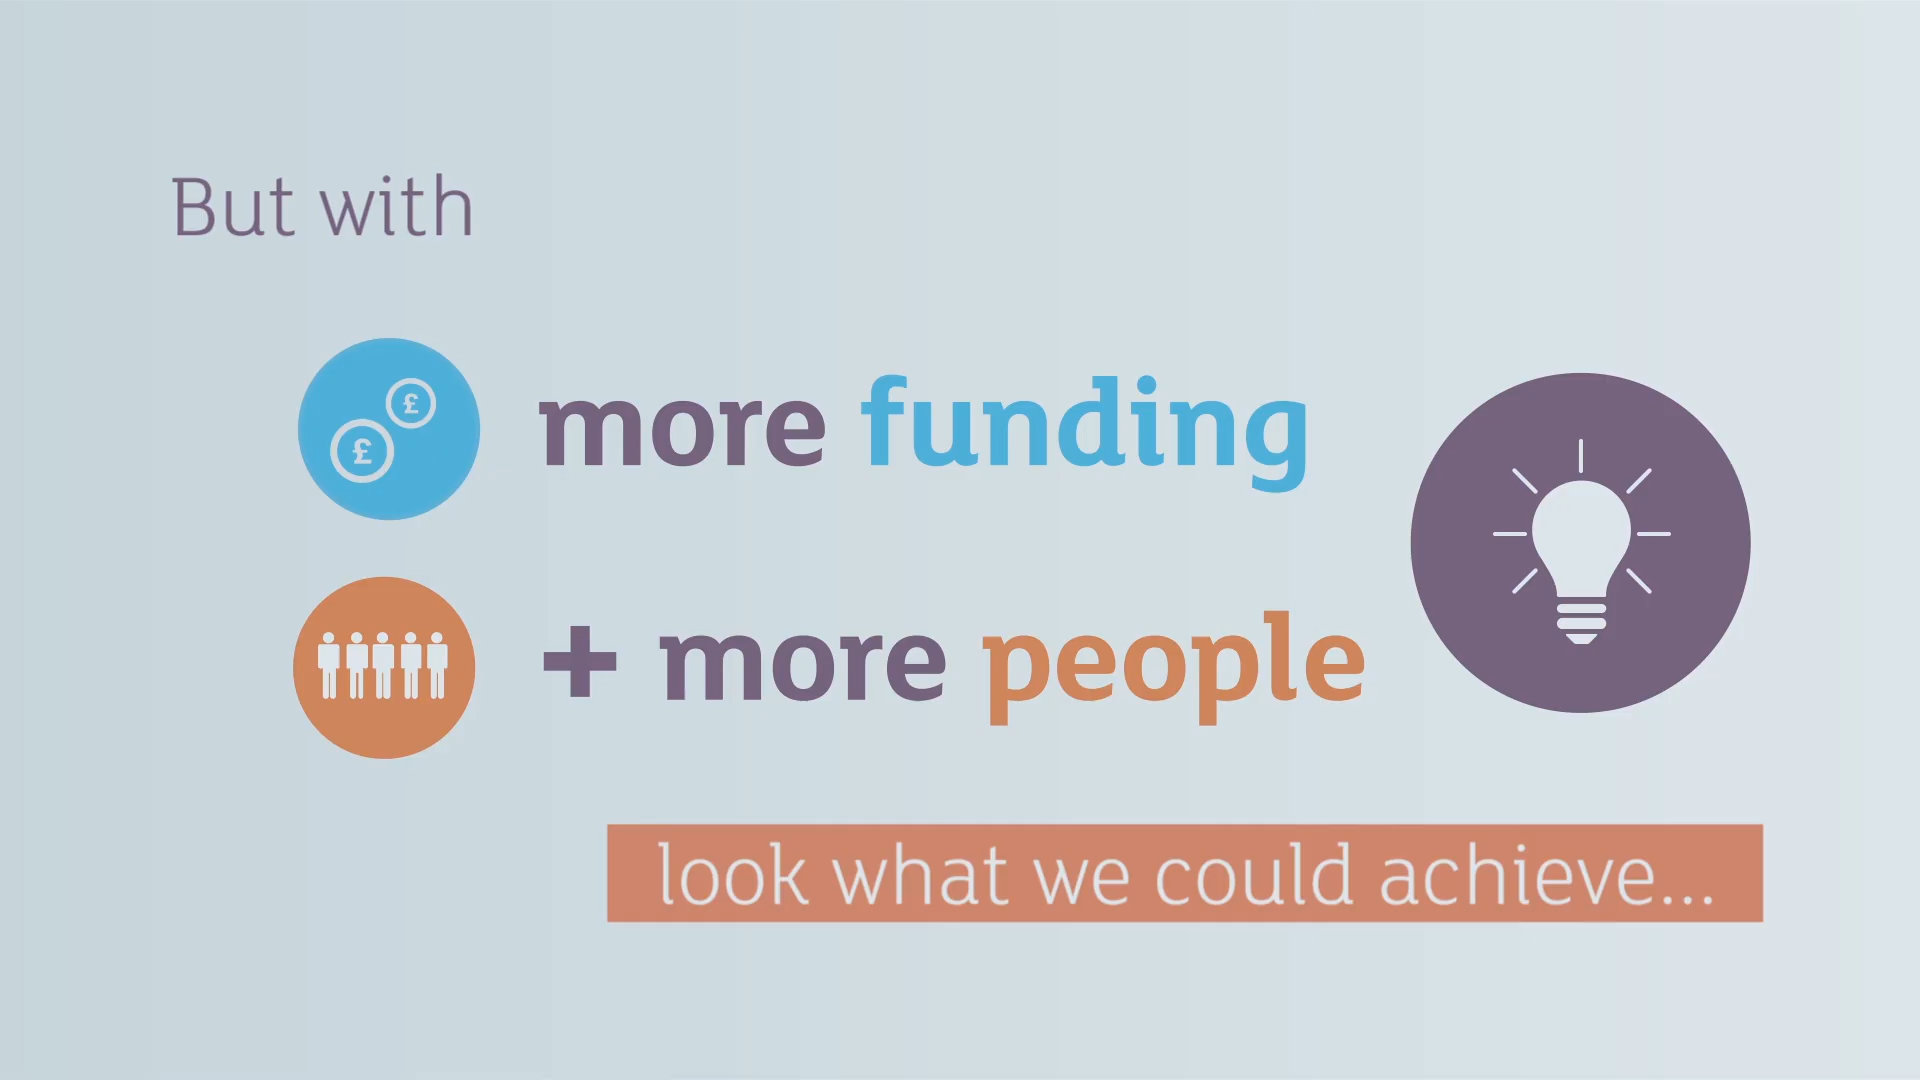 But with
£
£
more funding
+ more people
look what we could achieve...